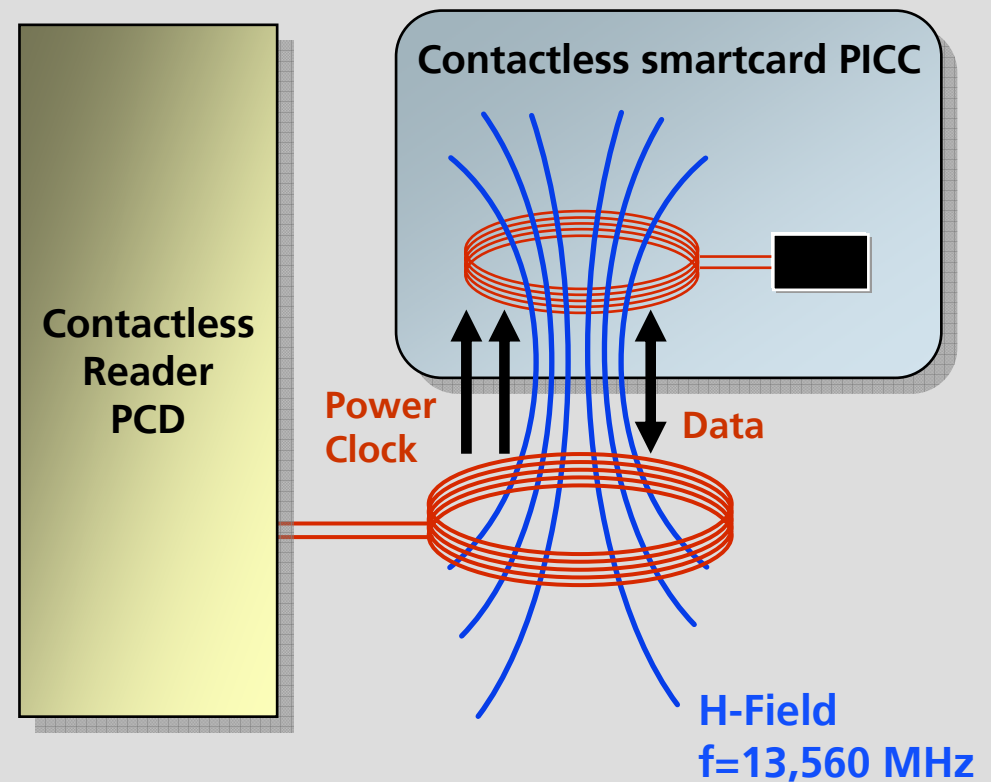 Contactless smartcard PICC
Contactless
Reader
PCD
Power
Clock
Data
H-Field
f=13,560 MHz